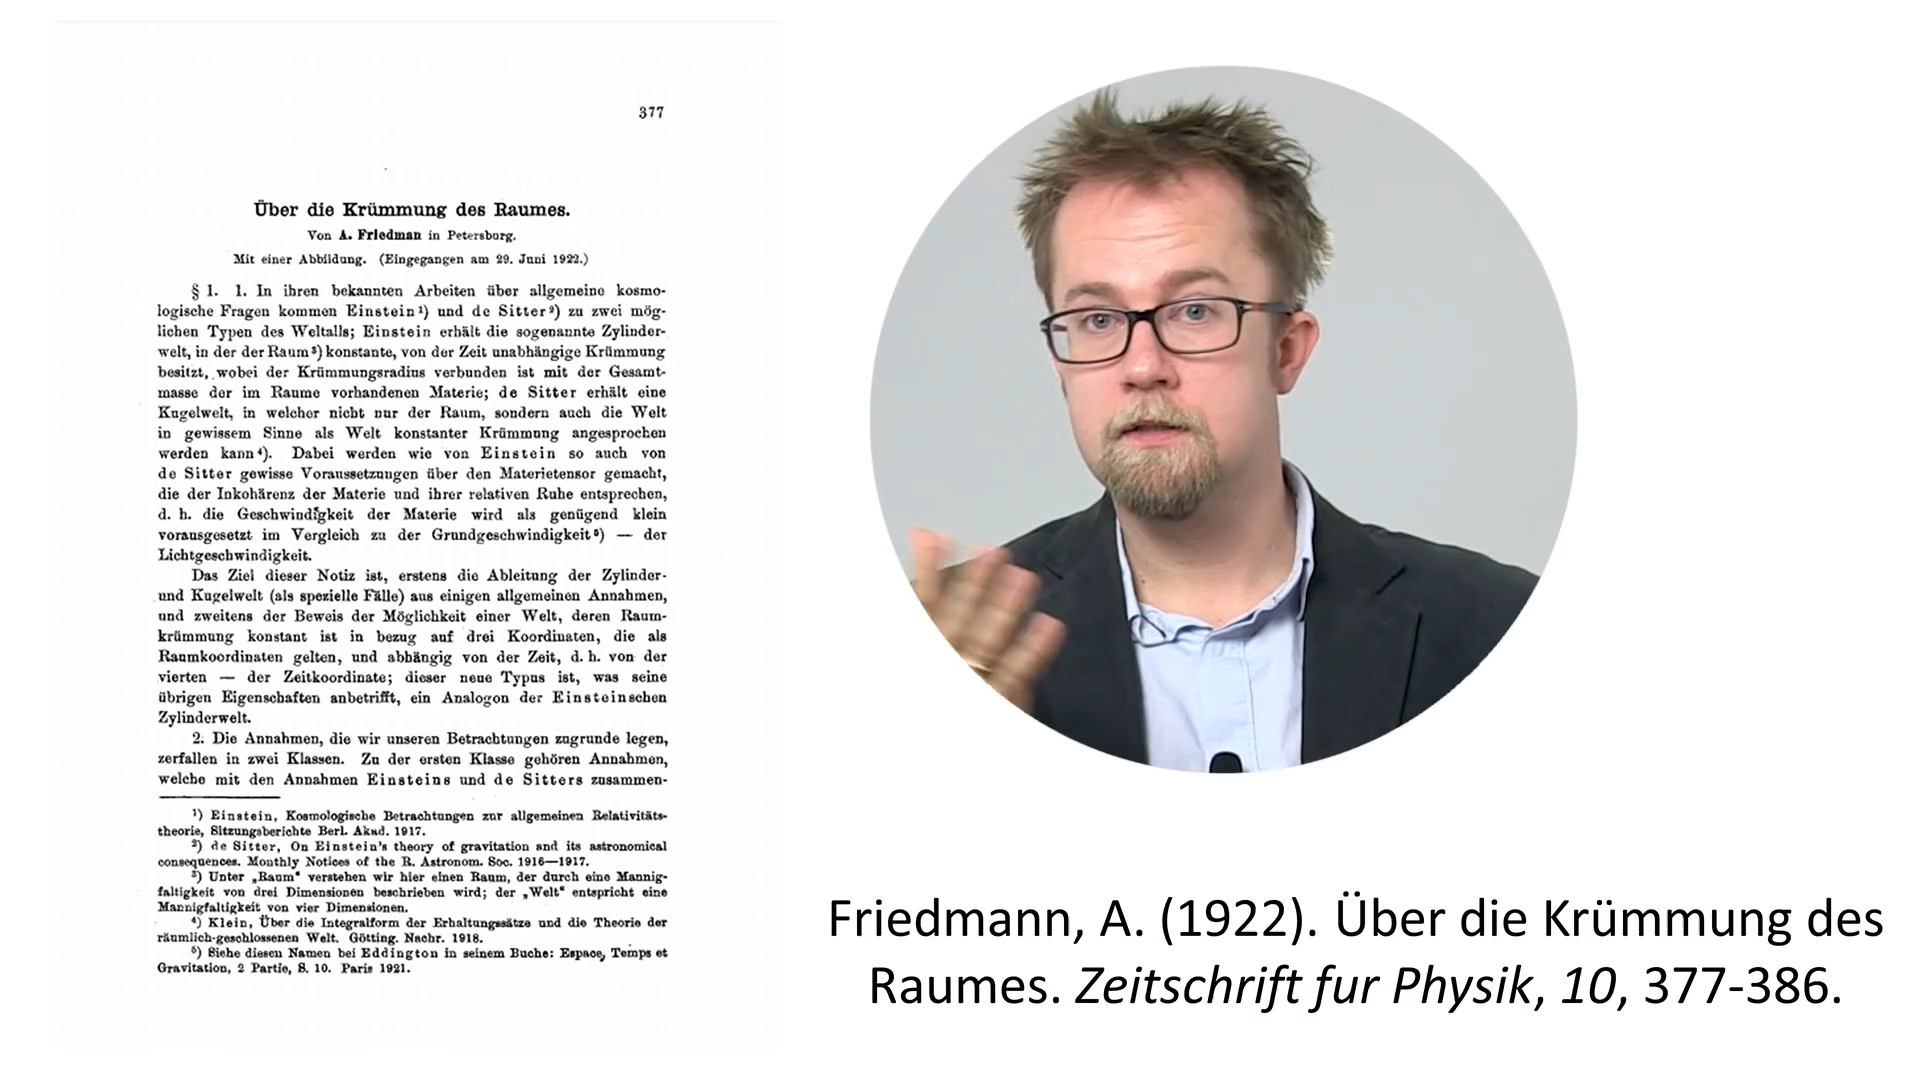 377
Über die Krümmung des Raumes.
Von A. Friedman in Petersburg.
Mit einer Abbildung. (Eingegangen am 29. Juni 1922.)
§ 1. 1. In ihren bekannten Arbeiten über allgemeine kosmo-
logische Fragen kommen Einstein¹) und de Sitter²) zu zwei mög-
lichen Typen des Weltalls; Einstein erhält die sogenannte Zylinder-
welt, in der der Raum³) konstante, von der Zeit unabhängige Krümmung
besitzt, wobei der Krümmungsradius verbunden ist mit der Gesamt-
masse der im Raume vorhandenen Materie; de Sitter erhält eine
Kugelwelt, in welcher nicht nur der Raum, sondern auch die Welt
in gewissem Sinne als Welt konstanter Krümmung angesprochen
werden kann⁴). Dabei werden wie von Einstein so auch von
de Sitter gewisse Voraussetzungen über den Materietensor gemacht,
die der Inkohärenz der Materie und ihrer relativen Ruhe entsprechen,
d. h. die Geschwindigkeit der Materie wird als genügend klein
vorausgesetzt im Vergleich zu der Grundgeschwindigkeit⁵) — der
Lichtgeschwindigkeit.
Das Ziel dieser Notiz ist, erstens die Ableitung der Zylinder-
und Kugelwelt (als spezielle Fälle) aus einigen allgemeinen Annahmen,
und zweitens der Beweis der Möglichkeit einer Welt, deren Raum-
krümmung konstant ist in bezug auf drei Koordinaten, die als
Raumkoordinaten gelten, und abhängig von der Zeit, d. h. von der
vierten — der Zeitkoordinate; dieser neue Typus ist, was seine
übrigen Eigenschaften anbetrifft, ein Analogon der Einsteinschen
Zylinderwelt.
2. Die Annahmen, die wir unseren Betrachtungen zugrunde legen,
zerfallen in zwei Klassen. Zu der ersten Klasse gehören Annahmen,
welche mit den Annahmen Einsteins und de Sitters zusammen-
¹) Einstein, Kosmologische Betrachtungen zur allgemeinen Relativitäts-
theorie, Sitzungsberichte Berl. Akad. 1917.
²) de Sitter, On Einstein's theory of gravitation and its astronomical
consequences. Monthly Notices of the R. Astronom. Soc. 1916—1917.
³) Unter „Raum“ verstehen wir hier einen Raum, der durch eine Mannig-
faltigkeit von drei Dimensionen beschrieben wird; der „Welt“ entspricht eine
Mannigfaltigkeit von vier Dimensionen.
⁴) Klein, Über die Integralform der Erhaltungssätze und die Theorie der
räumlich-geschlossenen Welt. Götting. Nachr. 1918.
⁵) Siehe diesen Namen bei Eddington in seinem Buche: Espace, Temps et
Gravitation, 2 Partie, S. 10. Paris 1921.
Friedmann, A. (1922). Über die Krümmung des
Raumes. Zeitschrift fur Physik, 10, 377-386.